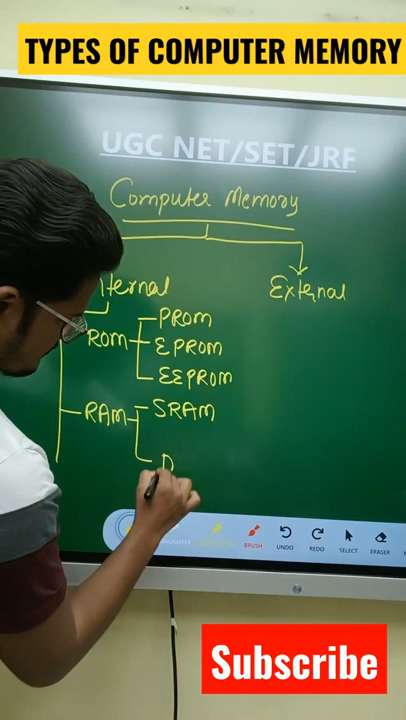 TYPES OF COMPUTER MEMORY
UGC NET/SET/JRF
Computer Memory
External
ROM
PROM
EPROM
EEPROM
RAM
SRAM
D
BRUSH
UNDO
REDO
SELECT
ERASER
Subscribe